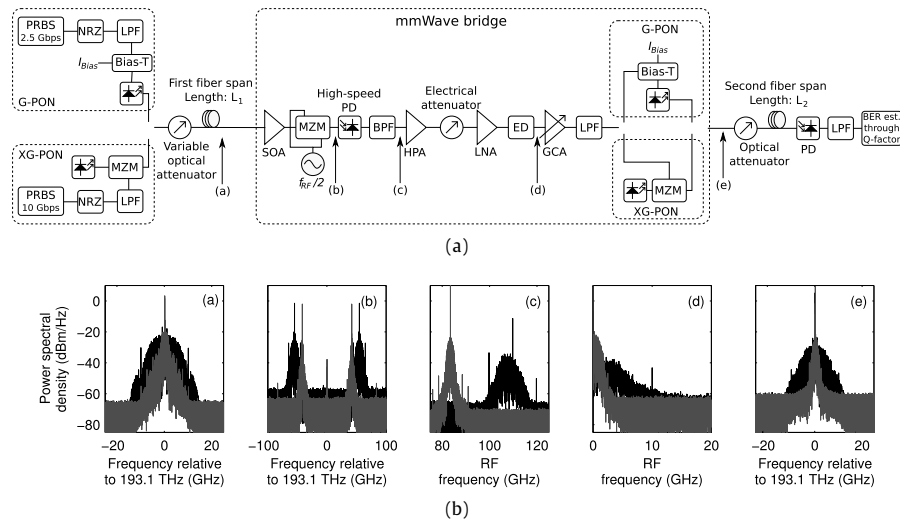 (a)
mmWave bridge
PRBS
2.5 Gbps
NRZ
LPF
I_Bias
Bias-T
G-PON
XG-PON
MZM
PRBS
10 Gbps
NRZ
LPF
Variable
optical
attenuator
First fiber span
Length: L1
(a)
SOA
MZM
f_RF/2
High-speed
PD
(b)
BPF
(c)
HPA
Electrical
attenuator
LNA
ED
(d)
GCA
LPF
G-PON
I_Bias
Bias-T
MZM
XG-PON
(e)
Second fiber span
Length: L2
Optical
attenuator
PD
LPF
BER est.
through
Q-factor
(a)
Power spectral
density (dBm/Hz)
0
−20
−40
−60
−80
(a)
−20 0 20
Frequency relative
to 193.1 THz (GHz)
(b)
−100 −50 0 50 100
Frequency relative
to 193.1 THz (GHz)
(c)
80 100 120
RF
frequency (GHz)
(d)
0 10 20
RF
frequency (GHz)
(e)
−20 0 20
Frequency relative
to 193.1 THz (GHz)
(b)